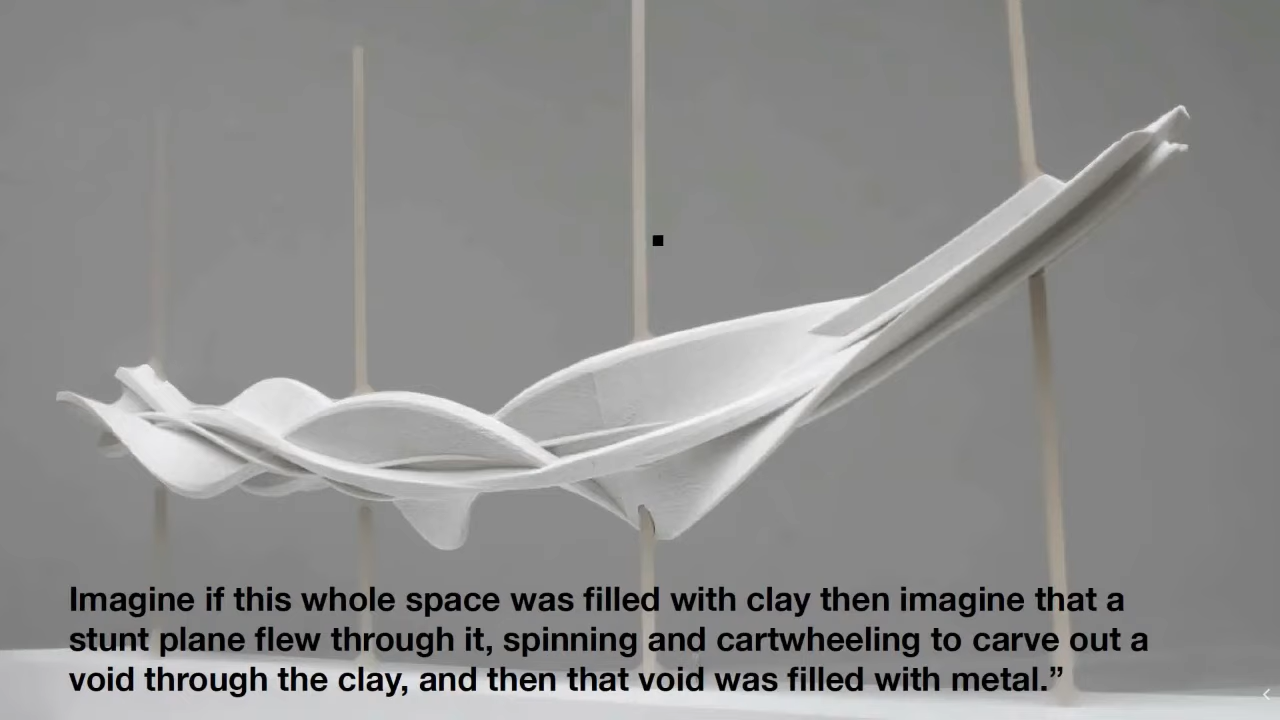 Imagine if this whole space was filled with clay then imagine that a
stunt plane flew through it, spinning and cartwheeling to carve out a
void through the clay, and then that void was filled with metal.”